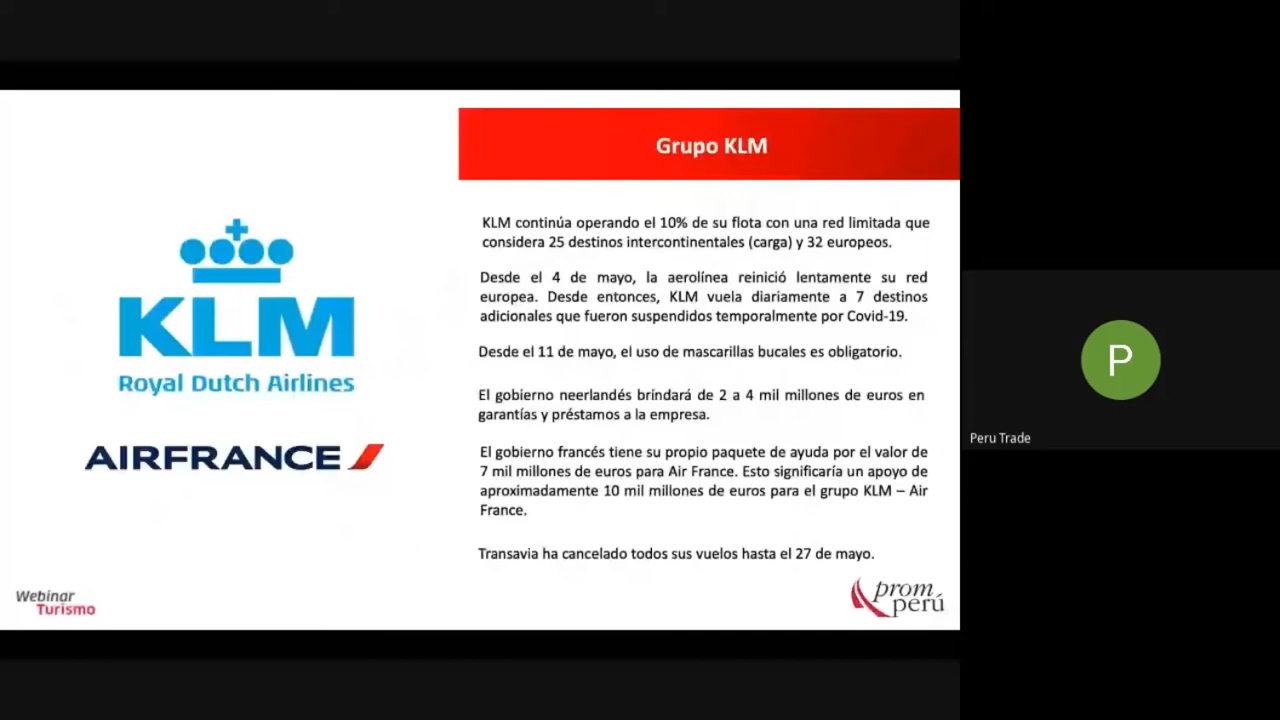 Grupo KLM
KLM continúa operando el 10% de su flota con una red limitada que
considera 25 destinos intercontinentales (carga) y 32 europeos.
Desde el 4 de mayo, la aerolínea reinició lentamente su red
europea. Desde entonces, KLM vuela diariamente a 7 destinos
adicionales que fueron suspendidos temporalmente por Covid-19.
Desde el 11 de mayo, el uso de mascarillas bucales es obligatorio.
El gobierno neerlandés brindará de 2 a 4 mil millones de euros en
garantías y préstamos a la empresa.
El gobierno francés tiene su propio paquete de ayuda por el valor de
7 mil millones de euros para Air France. Esto significaría un apoyo de
aproximadamente 10 mil millones de euros para el grupo KLM – Air
France.
Transavia ha cancelado todos sus vuelos hasta el 27 de mayo.
KLM
Royal Dutch Airlines
AIRFRANCE
Webinar
Turismo
prom
perú
P
Peru Trade